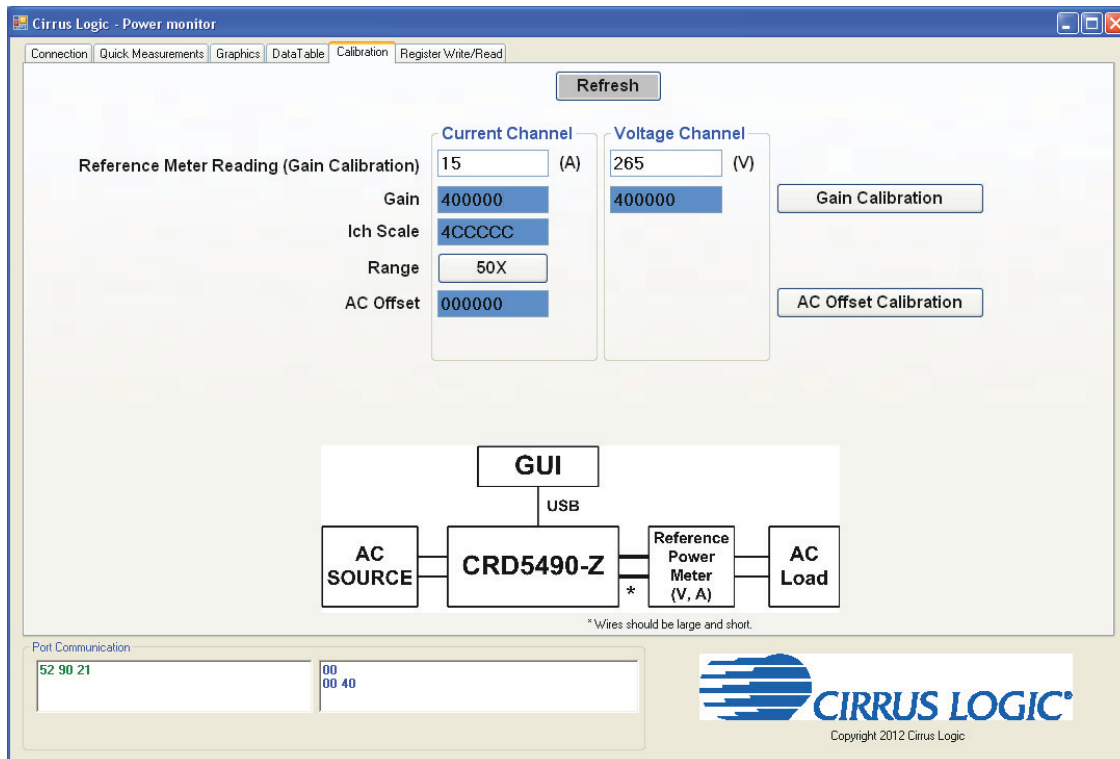 Cirrus Logic - Power monitor
Connection Quick Measurements Graphics DataTable Calibration Register Write/Read
Refresh
Current Channel Voltage Channel
Reference Meter Reading (Gain Calibration) 15 (A) 265 (V)
Gain 400000 400000 Gain Calibration
Ich Scale 4CCCCC
Range 50X
AC Offset 000000 AC Offset Calibration
GUI
USB
AC
SOURCE
CRD5490-Z
*
Reference
Power
Meter
(V, A)
AC
Load
* Wires should be large and short.
Port Communication
52 90 21
00
00 40
CIRRUS LOGIC®
Copyright 2012 Cirrus Logic